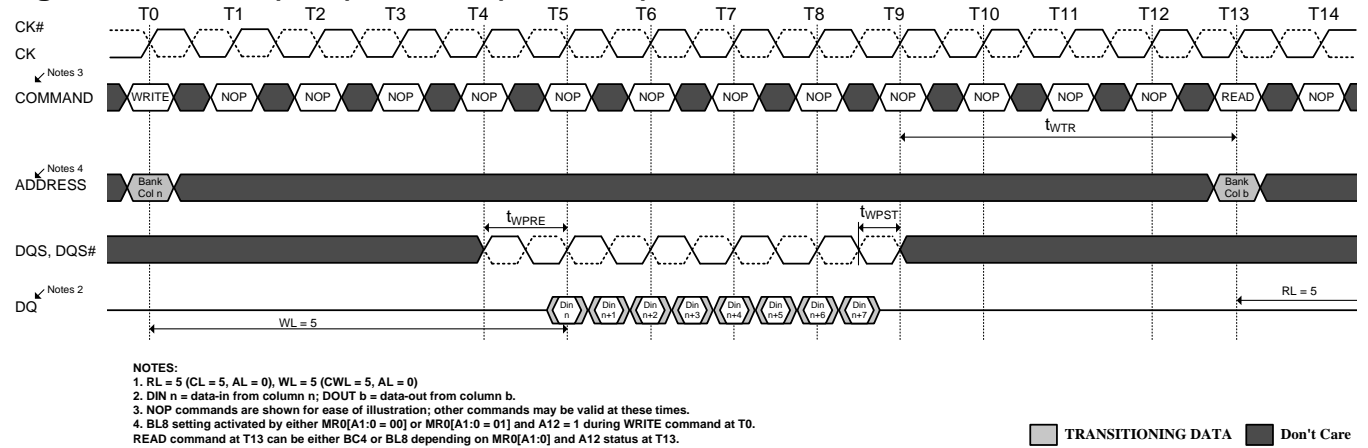 T0 T1 T2 T3 T4 T5 T6 T7 T8 T9 T10 T11 T12 T13 T14
CK#
CK
Notes 3
COMMAND WRITE NOP NOP NOP NOP NOP NOP NOP NOP NOP NOP NOP NOP READ NOP
tWTR
Notes 4
ADDRESS Bank Col n Bank Col b
tWPRE tWPST
DQS, DQS#
Notes 2
DQ Din n Din n+1 Din n+2 Din n+3 Din n+4 Din n+5 Din n+6 Din n+7
RL = 5
WL = 5
NOTES:
1. RL = 5 (CL = 5, AL = 0), WL = 5 (CWL = 5, AL = 0)
2. DIN n = data-in from column n; DOUT b = data-out from column b.
3. NOP commands are shown for ease of illustration; other commands may be valid at these times.
4. BL8 setting activated by either MR0[A1:0 = 00] or MR0[A1:0 = 01] and A12 = 1 during WRITE command at T0.
READ command at T13 can be either BC4 or BL8 depending on MR0[A1:0] and A12 status at T13.
TRANSITIONING DATA Don't Care